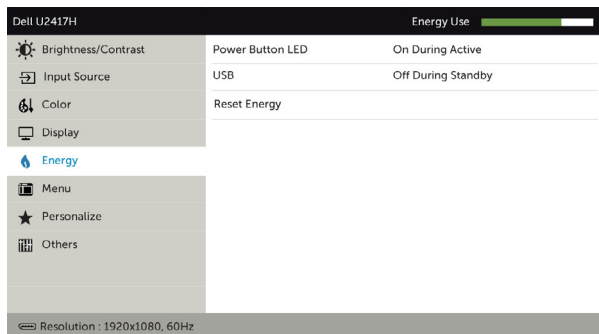 Dell U2417H Energy Use
Brightness/Contrast Power Button LED On During Active
Input Source USB Off During Standby
Color Reset Energy
Display
Energy
Menu
Personalize
Others
Resolution : 1920x1080, 60Hz